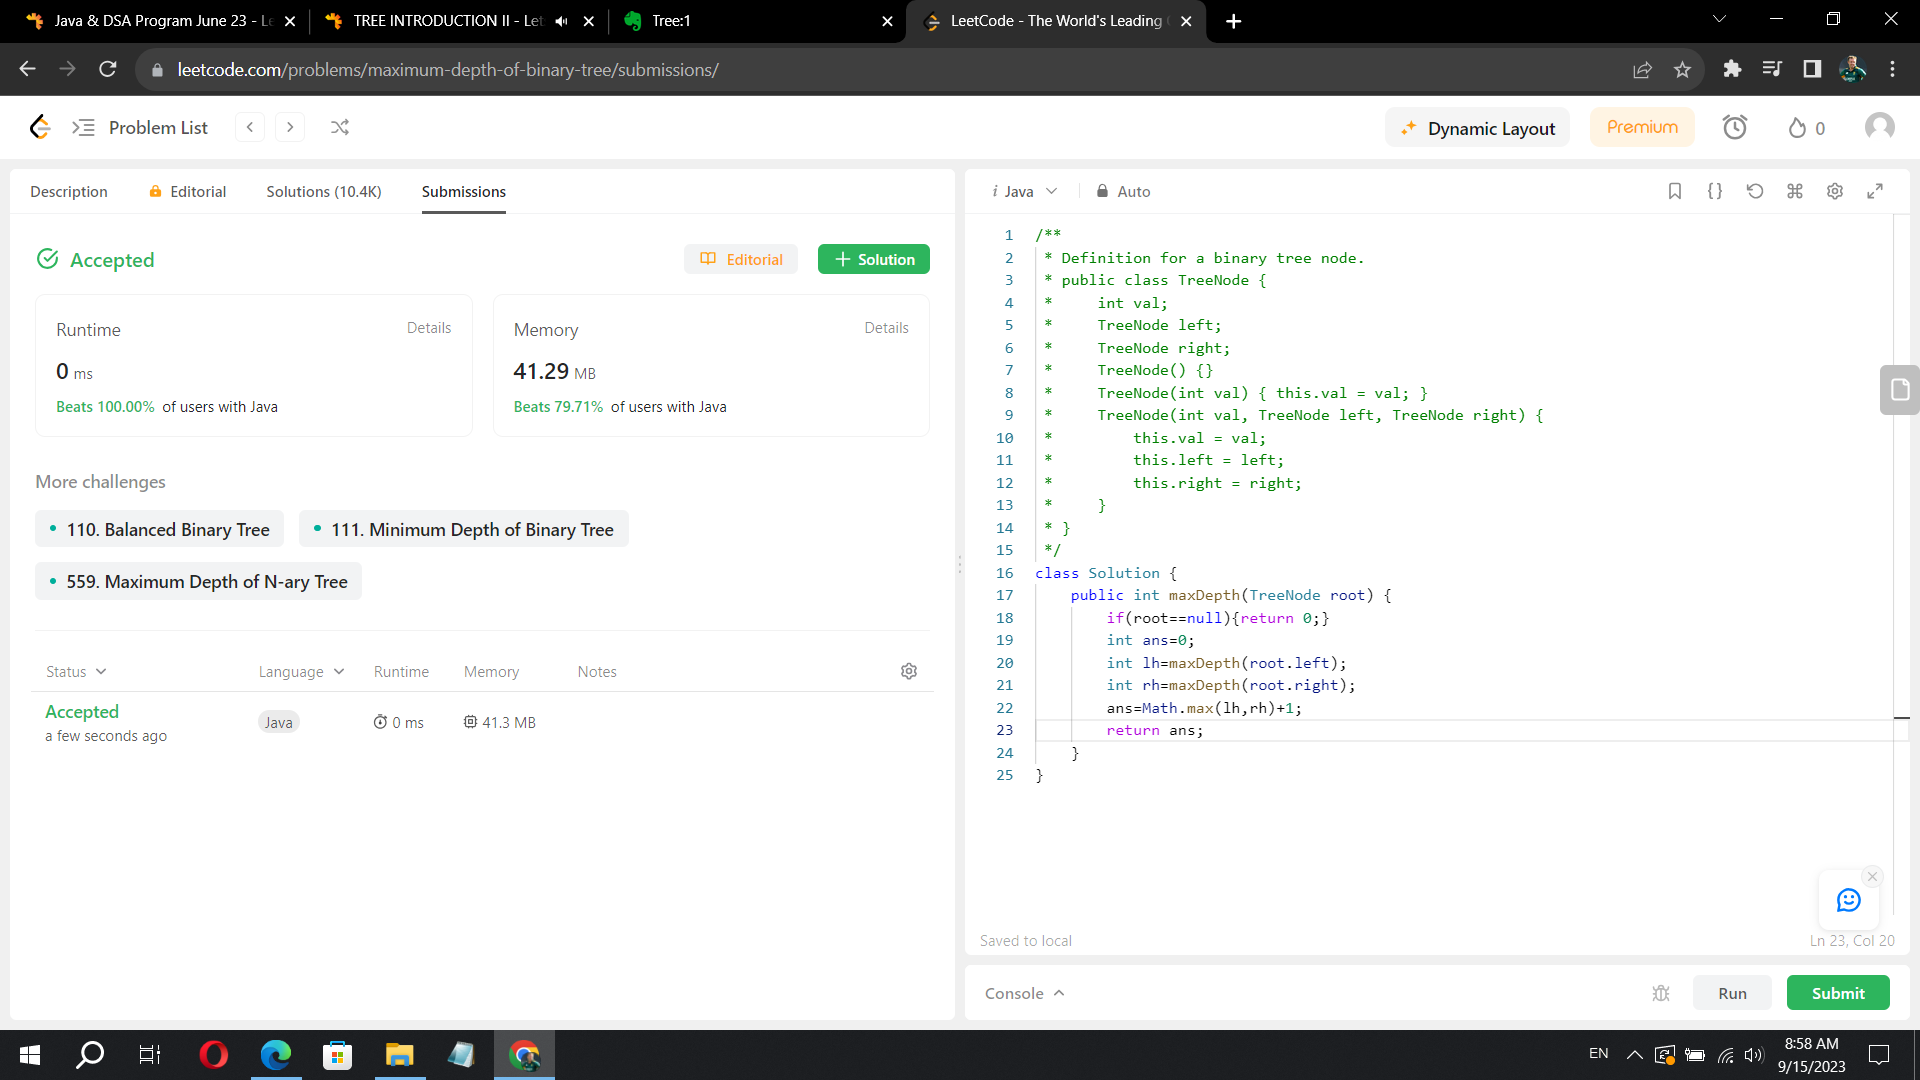 Java & DSA Program June 23 - Le
TREE INTRODUCTION II - Let
Tree:1
LeetCode - The World's Leading
leetcode.com/problems/maximum-depth-of-binary-tree/submissions/
Problem List
Dynamic Layout
Premium
0
Description
Editorial
Solutions (10.4K)
Submissions
Accepted
Editorial
Solution
Runtime
Details
0 ms
Beats 100.00% of users with Java
Memory
Details
41.29 MB
Beats 79.71% of users with Java
More challenges
110. Balanced Binary Tree
111. Minimum Depth of Binary Tree
559. Maximum Depth of N-ary Tree
Status
Language
Runtime
Memory
Notes
Accepted
a few seconds ago
Java
0 ms
41.3 MB
i Java
Auto
1 /**
2 * Definition for a binary tree node.
3 * public class TreeNode {
4 *     int val;
5 *     TreeNode left;
6 *     TreeNode right;
7 *     TreeNode() {}
8 *     TreeNode(int val) { this.val = val; }
9 *     TreeNode(int val, TreeNode left, TreeNode right) {
10 *         this.val = val;
11 *         this.left = left;
12 *         this.right = right;
13 *     }
14 * }
15 */
16 class Solution {
17     public int maxDepth(TreeNode root) {
18         if(root==null){return 0;}
19         int ans=0;
20         int lh=maxDepth(root.left);
21         int rh=maxDepth(root.right);
22         ans=Math.max(lh,rh)+1;
23         return ans;
24     }
25 }
Saved to local
Ln 23, Col 20
Console
Run
Submit
EN
8:58 AM
9/15/2023